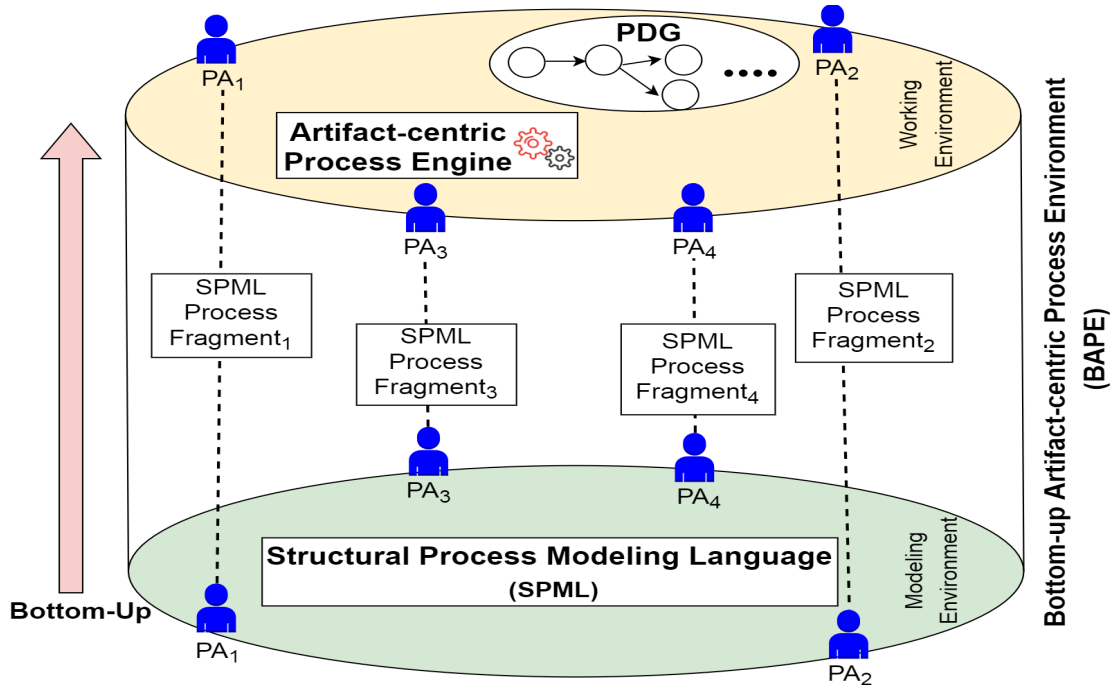 PDG
PA1
PA2
Working
Environment
Artifact-centric
Process Engine
PA3
PA4
SPML
Process
Fragment1
SPML
Process
Fragment2
SPML
Process
Fragment3
SPML
Process
Fragment4
PA3
PA4
Structural Process Modeling Language
(SPML)
Modeling
Environment
Bottom-Up
PA1
PA2
Bottom-up Artifact-centric Process Environment
(BAPE)